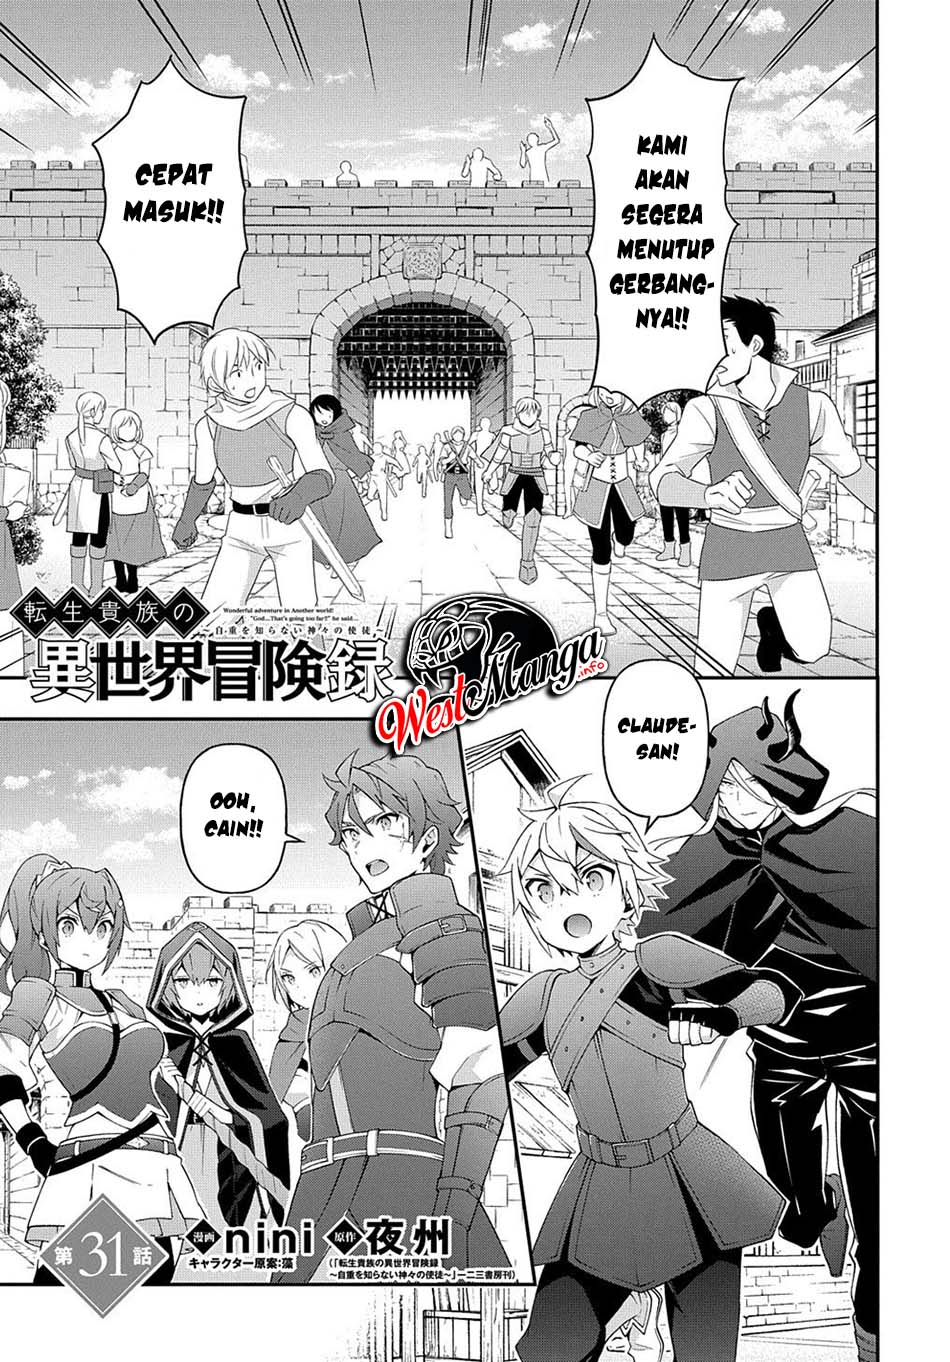 KAMI
AKAN
SEGERA
MENUTUP
GERBANG-
NYA!!
CEPAT
MASUK!!
転生貴族の
Wonderful adventure in Another world!
"God...That's going too far!!" he said...
～自重を知らない神々の使徒～
異世界冒険録
WestManga
.info
CLAUDE-
SAN!
OOH,
CAIN!!
第31話
漫画 nini 原作 夜州
キャラクター原案:藻
(「転生貴族の異世界冒険録
～自重を知らない神々の使徒～」一二三書房刊)